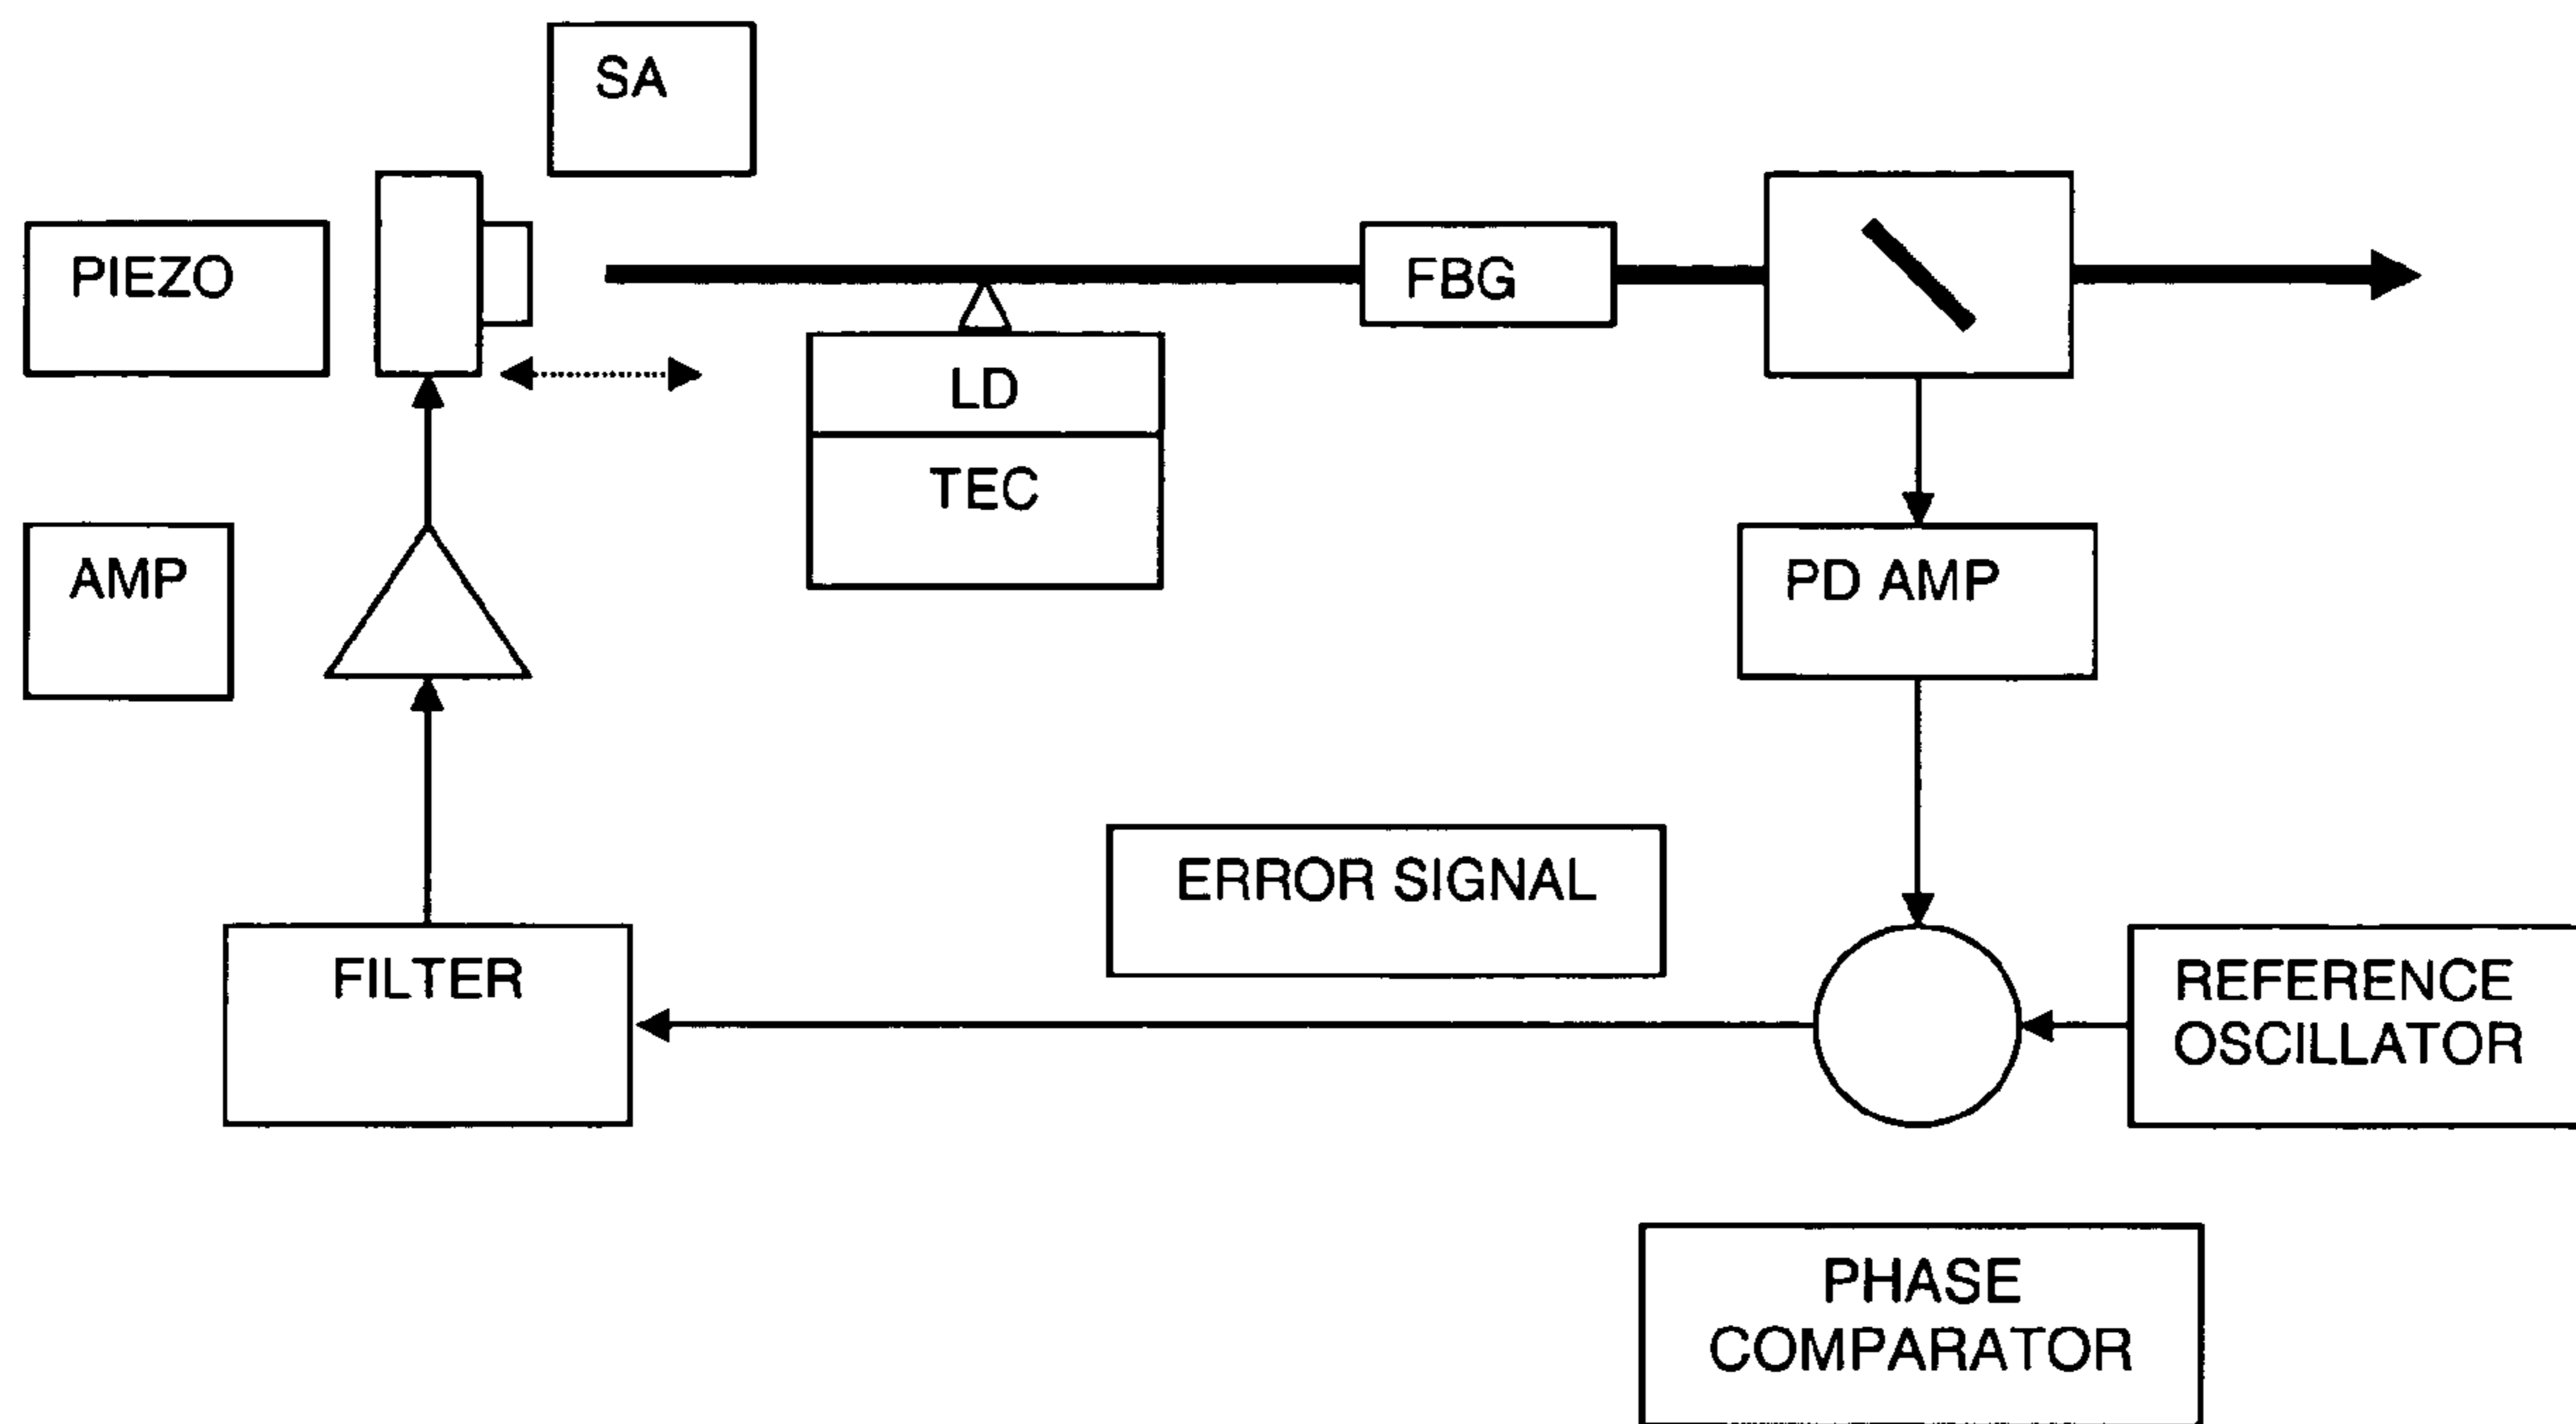 SA
PIEZO
FBG
LD
TEC
AMP
PD AMP
ERROR SIGNAL
FILTER
REFERENCE
OSCILLATOR
PHASE
COMPARATOR